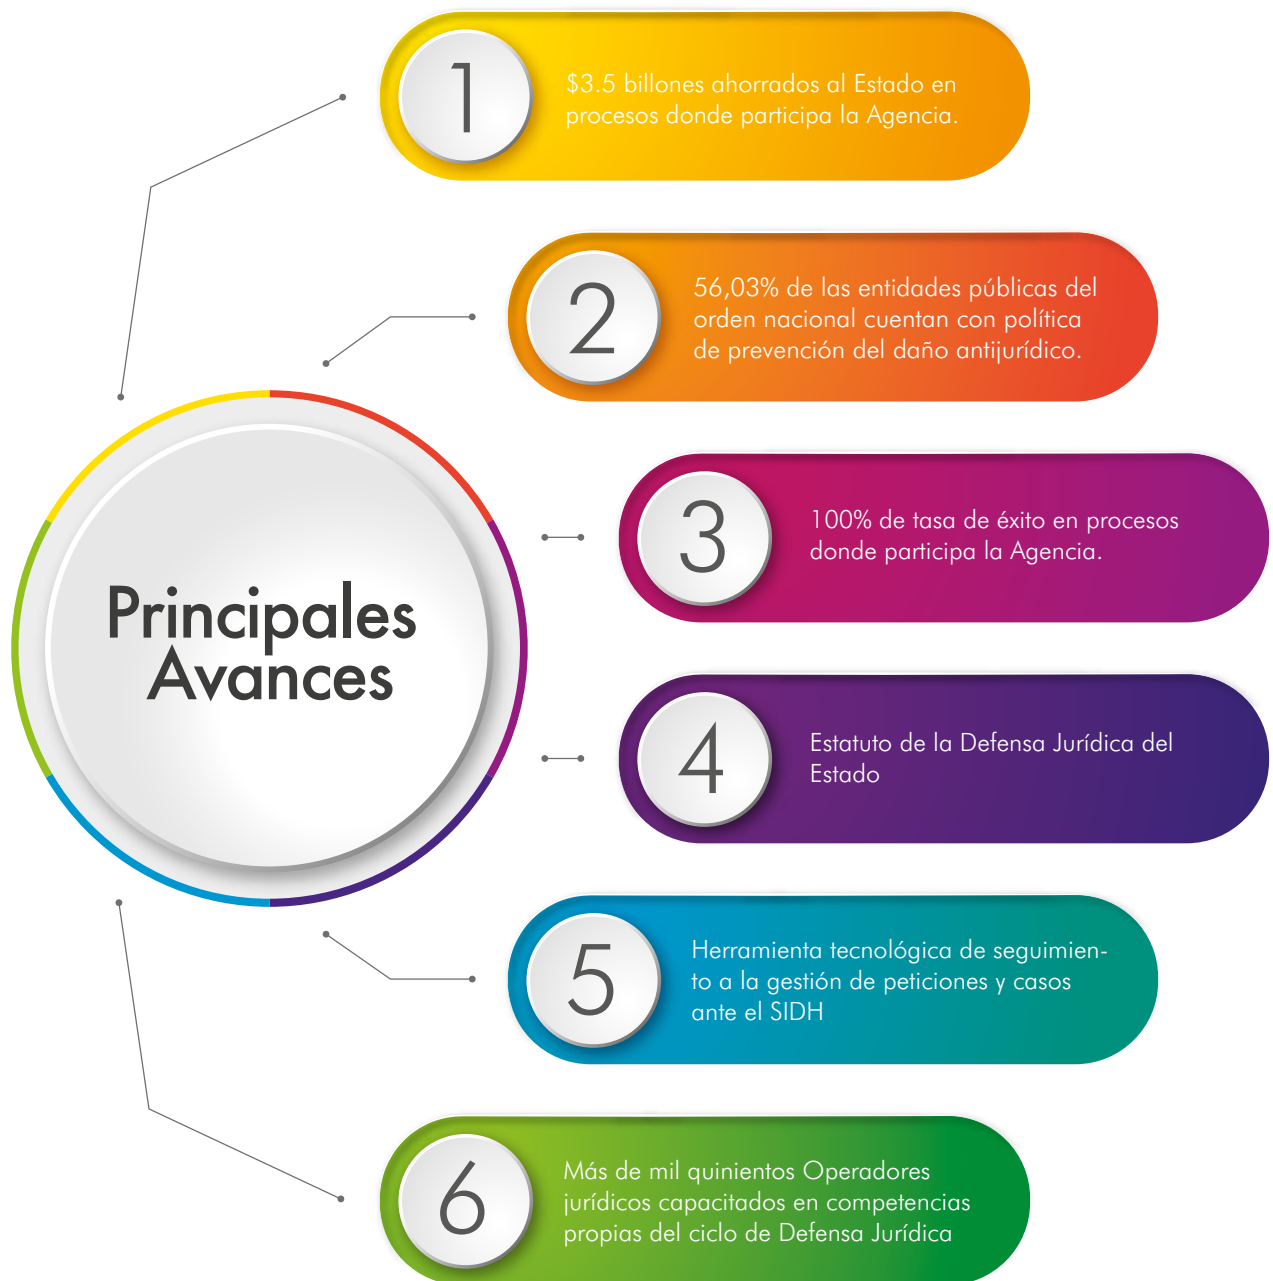 1
$3.5 billones ahorrados al Estado en
procesos donde participa la Agencia.
2
56,03% de las entidades públicas del
orden nacional cuentan con política
de prevención del daño antijurídico.
3
100% de tasa de éxito en procesos
donde participa la Agencia.
Principales
Avances
4
Estatuto de la Defensa Jurídica del
Estado
5
Herramienta tecnológica de seguimien-
to a la gestión de peticiones y casos
ante el SIDH
6
Más de mil quinientos Operadores
jurídicos capacitados en competencias
propias del ciclo de Defensa Jurídica